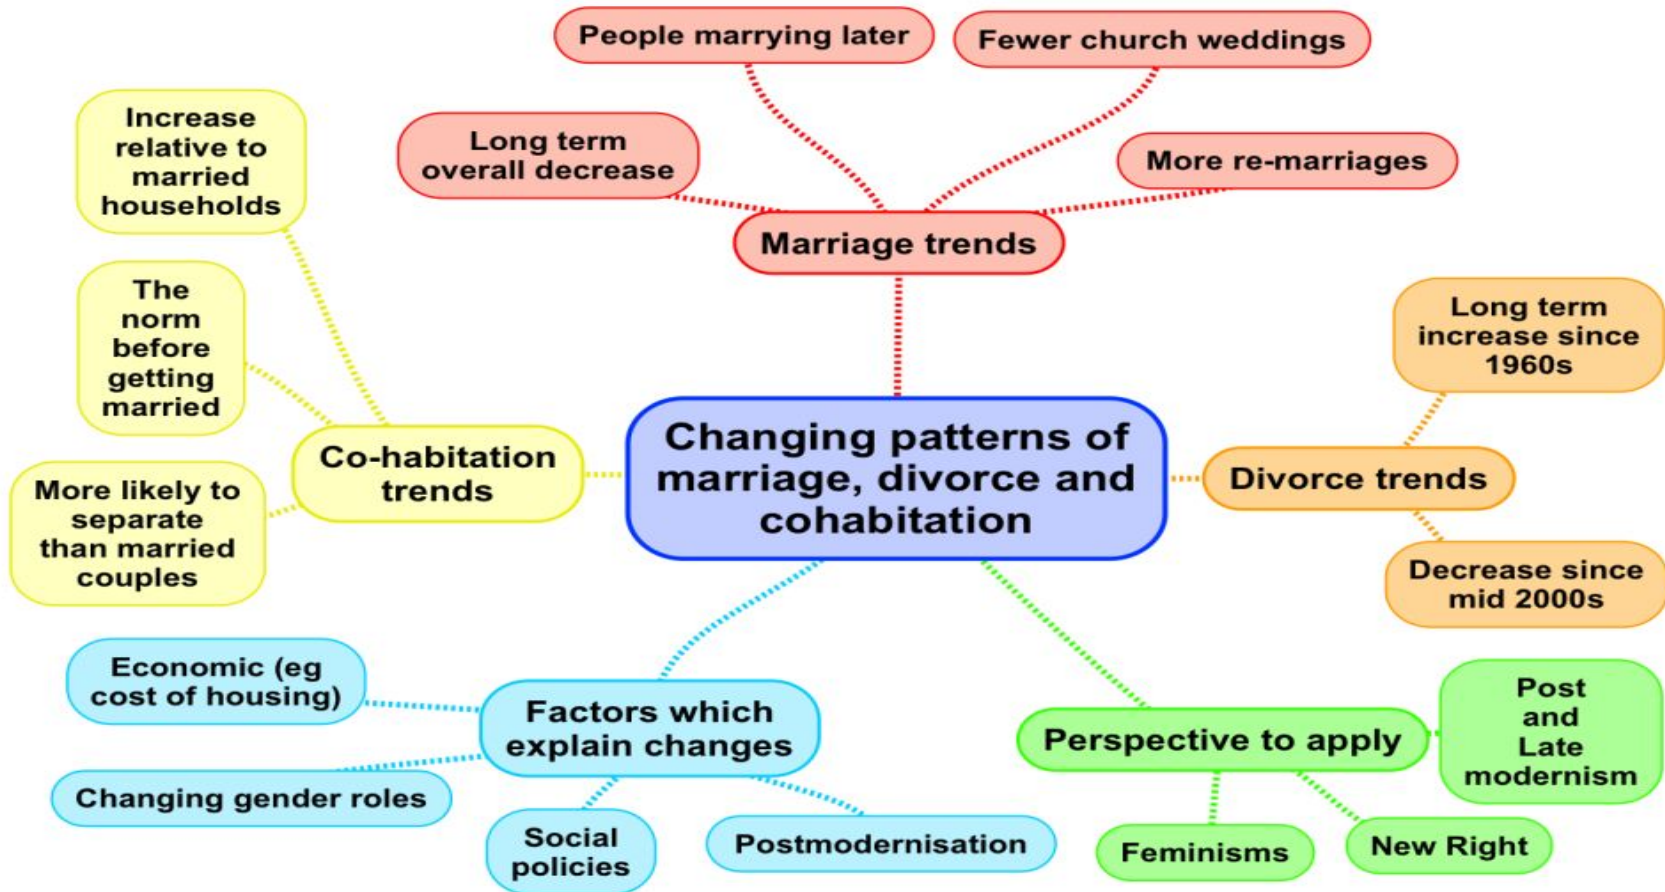 People marrying later
Fewer church weddings
Long term
overall decrease
More re-marriages
Marriage trends
Increase
relative to
married
households
The
norm
before
getting
married
More likely to
separate
than married
couples
Co-habitation
trends
Changing patterns of
marriage, divorce and
cohabitation
Long term
increase since
1960s
Divorce trends
Decrease since
mid 2000s
Economic (eg
cost of housing)
Factors which
explain changes
Changing gender roles
Social
policies
Postmodernisation
Perspective to apply
Post
and
Late
modernism
Feminisms
New Right